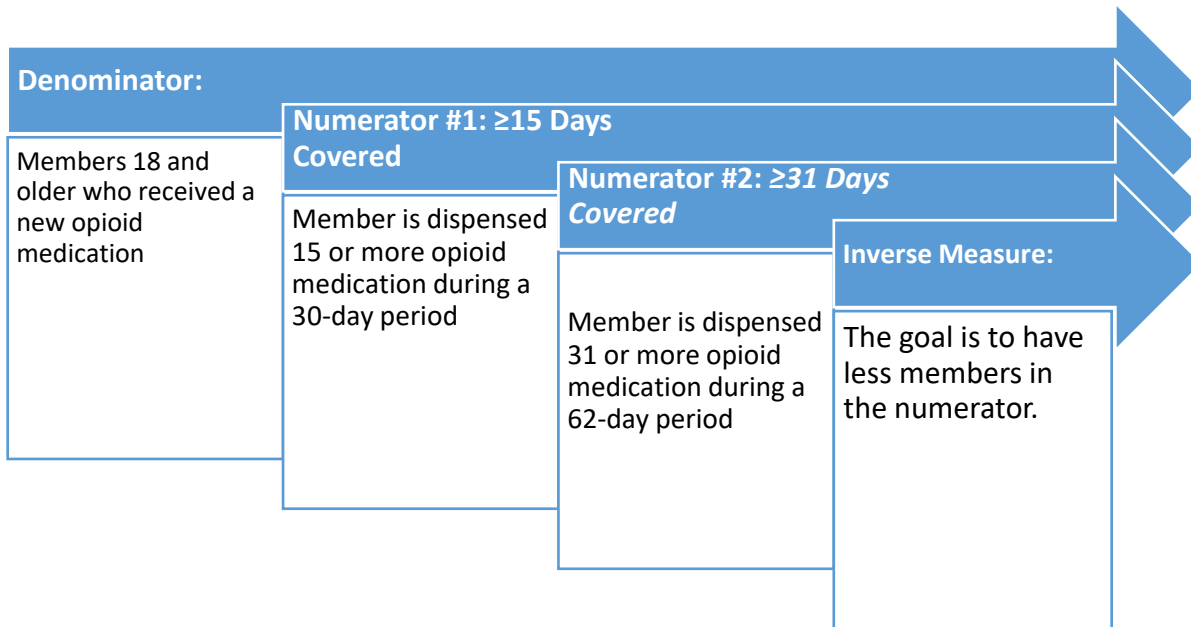 Denominator:
Members 18 and
older who received a
new opioid
medication
Numerator #1: ≥15 Days
Covered
Member is dispensed
15 or more opioid
medication during a
30-day period
Numerator #2: ≥31 Days
Covered
Member is dispensed
31 or more opioid
medication during a
62-day period
Inverse Measure:
The goal is to have
less members in
the numerator.